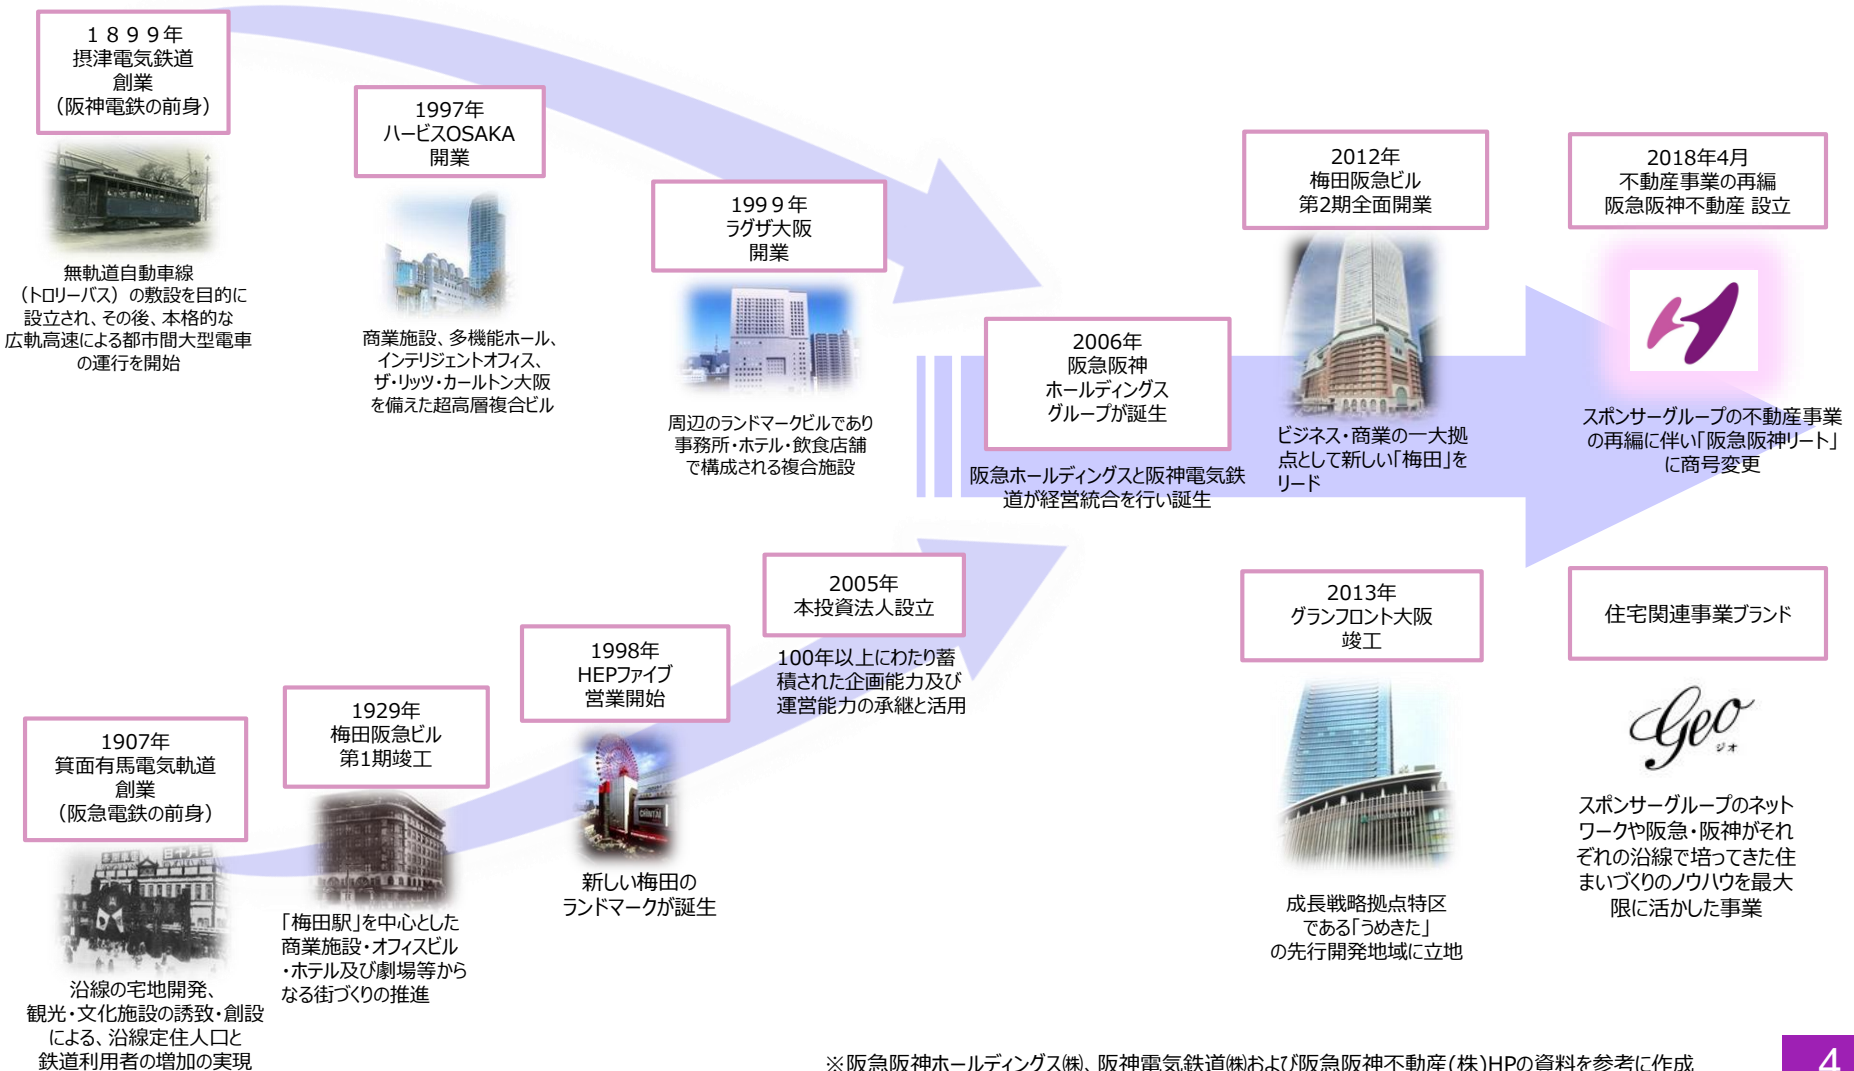 １８９９年
摂津電気鉄道
創業
（阪神電鉄の前身）
無軌道自動車線
（トロリーバス）の敷設を目的に
設立され、その後、本格的な
広軌高速による都市間大型電車
の運行を開始
1997年
ハービスOSAKA
開業
商業施設、多機能ホール、
インテリジェントオフィス、
ザ・リッツ・カールトン大阪
を備えた超高層複合ビル
199９年
ラグザ大阪
開業
周辺のランドマークビルであり
事務所・ホテル・飲食店舗
で構成される複合施設
2006年
阪急阪神
ホールディングス
グループが誕生
阪急ホールディングスと阪神電気鉄
道が経営統合を行い誕生
2012年
梅田阪急ビル
第2期全面開業
ビジネス・商業の一大拠
点として新しい「梅田」を
リード
2018年4月
不動産事業の再編
阪急阪神不動産 設立
スポンサーグループの不動産事業
の再編に伴い「阪急阪神リート」
に商号変更
1907年
箕面有馬電気軌道
創業
（阪急電鉄の前身）
沿線の宅地開発、
観光・文化施設の誘致・創設
による、沿線定住人口と
鉄道利用者の増加の実現
1929年
梅田阪急ビル
第1期竣工
「梅田駅」を中心とした
商業施設・オフィスビル
・ホテル及び劇場等から
なる街づくりの推進
1998年
HEPファイブ
営業開始
CHINTAI
新しい梅田の
ランドマークが誕生
2005年
本投資法人設立
100年以上にわたり蓄
積された企画能力及び
運営能力の承継と活用
2013年
グランフロント大阪
竣工
成長戦略拠点特区
である「うめきた」
の先行開発地域に立地
住宅関連事業ブランド
Geo
ジオ
スポンサーグループのネット
ワークや阪急・阪神がそれ
ぞれの沿線で培ってきた住
まいづくりのノウハウを最大
限に活かした事業
※阪急阪神ホールディングス㈱、阪神電気鉄道㈱および阪急阪神不動産(株)HPの資料を参考に作成
4